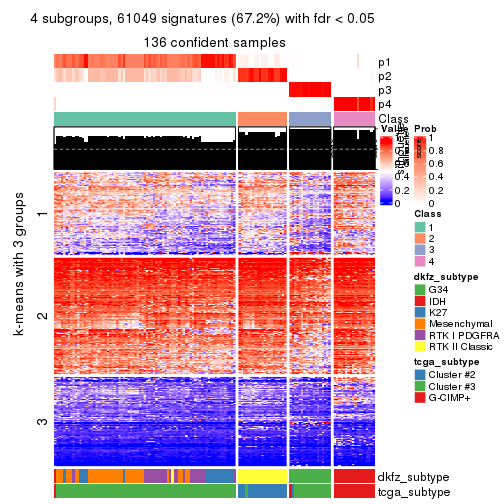 4 subgroups, 61049 signatures (67.2%) with fdr < 0.05
136 confident samples
p1
p2
p3
p4
Class
k-means with 3 groups
1
2
3
Value
1
0.8
0.6
0.4
0.2
0
Prob
1
0.8
0.6
0.4
0.2
0
Class
1
2
3
4
dkfz_subtype
G34
IDH
K27
Mesenchymal
RTK I PDGFRA
RTK II Classic
tcga_subtype
Cluster #2
Cluster #3
G-CIMP+
dkfz_subtype
tcga_subtype